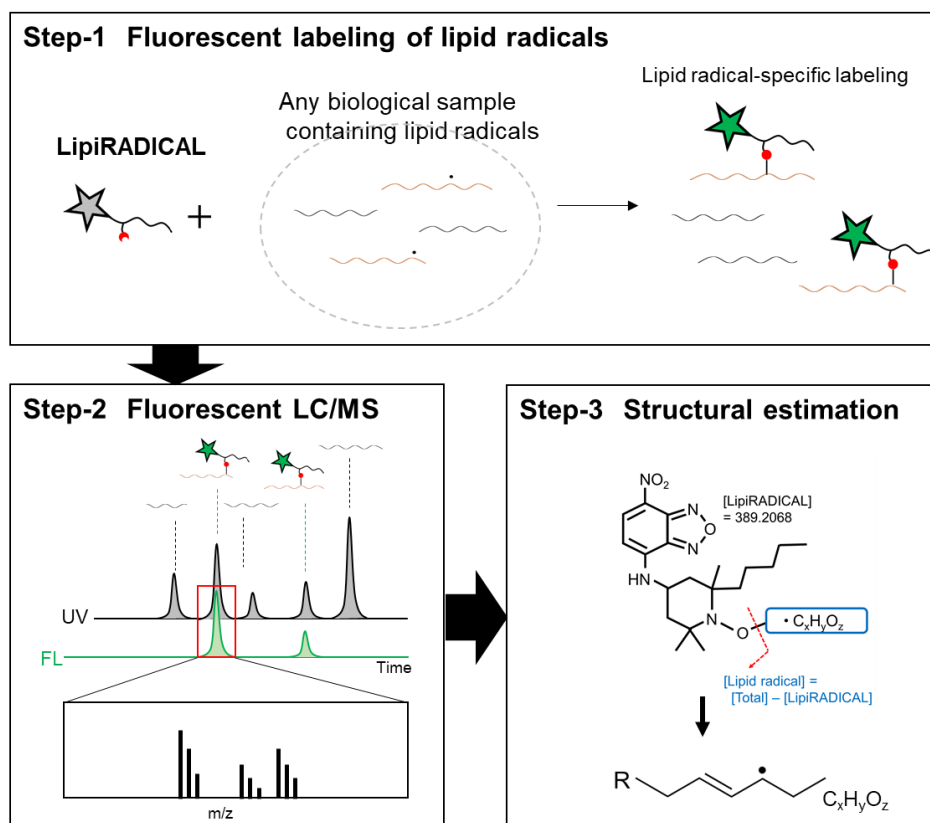 Step-1 Fluorescent labeling of lipid radicals
LipiRADICAL
+
Any biological sample
containing lipid radicals
Lipid radical-specific labeling
Step-2 Fluorescent LC/MS
UV
FL
Time
m/z
Step-3 Structural estimation
NO₂
[LipiRADICAL]
= 389.2068
N
O
N
HN
N
O
• CₓHᵧO_z
[Lipid radical] =
[Total] – [LipiRADICAL]
R
CₓHᵧO_z